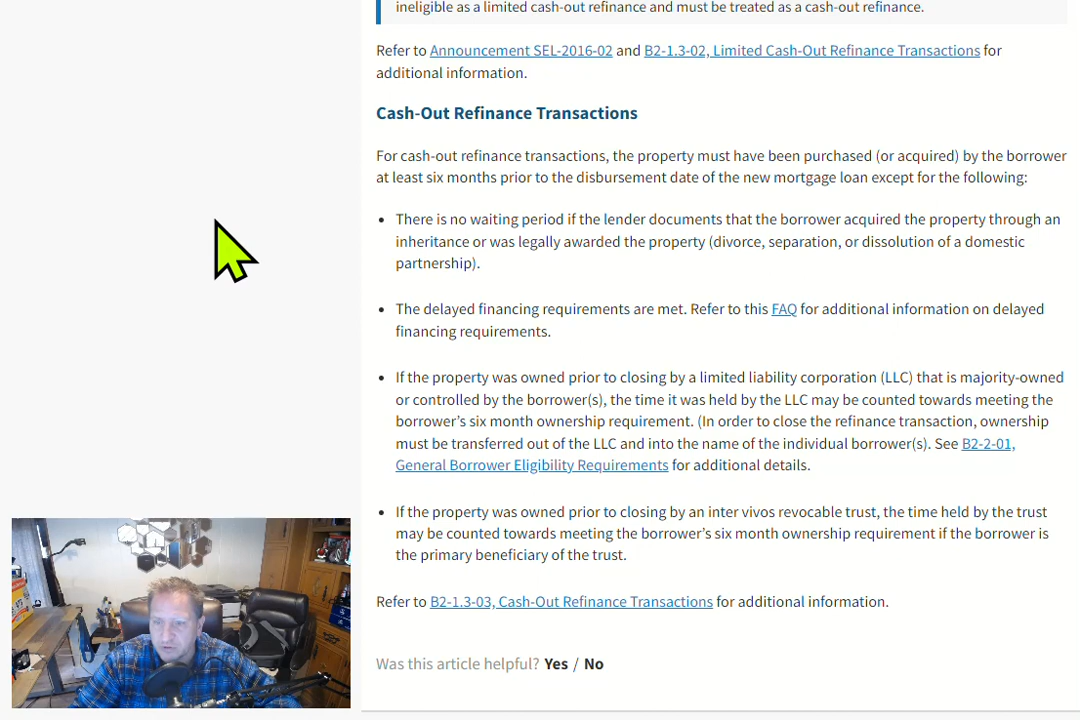 ineligible as a limited cash-out refinance and must be treated as a cash-out refinance.
Refer to Announcement SEL-2016-02 and B2-1.3-02, Limited Cash-Out Refinance Transactions for
additional information.
Cash-Out Refinance Transactions
For cash-out refinance transactions, the property must have been purchased (or acquired) by the borrower
at least six months prior to the disbursement date of the new mortgage loan except for the following:
• There is no waiting period if the lender documents that the borrower acquired the property through an
inheritance or was legally awarded the property (divorce, separation, or dissolution of a domestic
partnership).
• The delayed financing requirements are met. Refer to this FAQ for additional information on delayed
financing requirements.
• If the property was owned prior to closing by a limited liability corporation (LLC) that is majority-owned
or controlled by the borrower(s), the time it was held by the LLC may be counted towards meeting the
borrower’s six month ownership requirement. (In order to close the refinance transaction, ownership
must be transferred out of the LLC and into the name of the individual borrower(s). See B2-2-01,
General Borrower Eligibility Requirements for additional details.
• If the property was owned prior to closing by an inter vivos revocable trust, the time held by the trust
may be counted towards meeting the borrower’s six month ownership requirement if the borrower is
the primary beneficiary of the trust.
Refer to B2-1.3-03, Cash-Out Refinance Transactions for additional information.
Was this article helpful? Yes / No